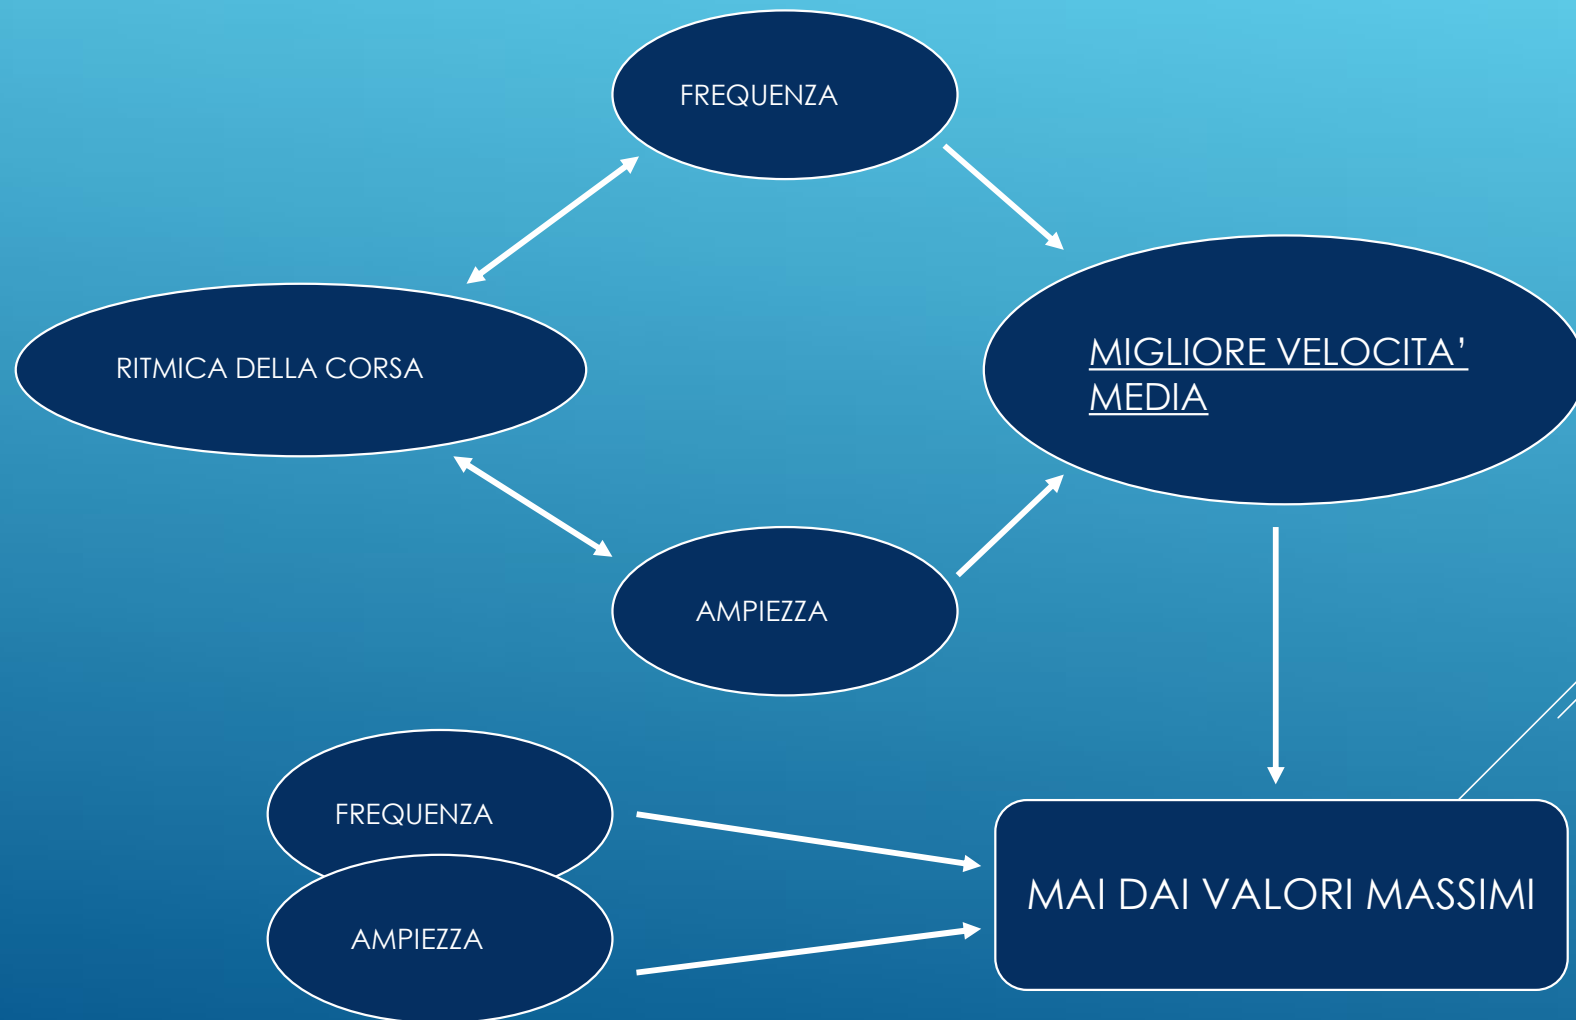 FREQUENZA
RITMICA DELLA CORSA
MIGLIORE VELOCITA’
MEDIA
AMPIEZZA
FREQUENZA
AMPIEZZA
MAI DAI VALORI MASSIMI